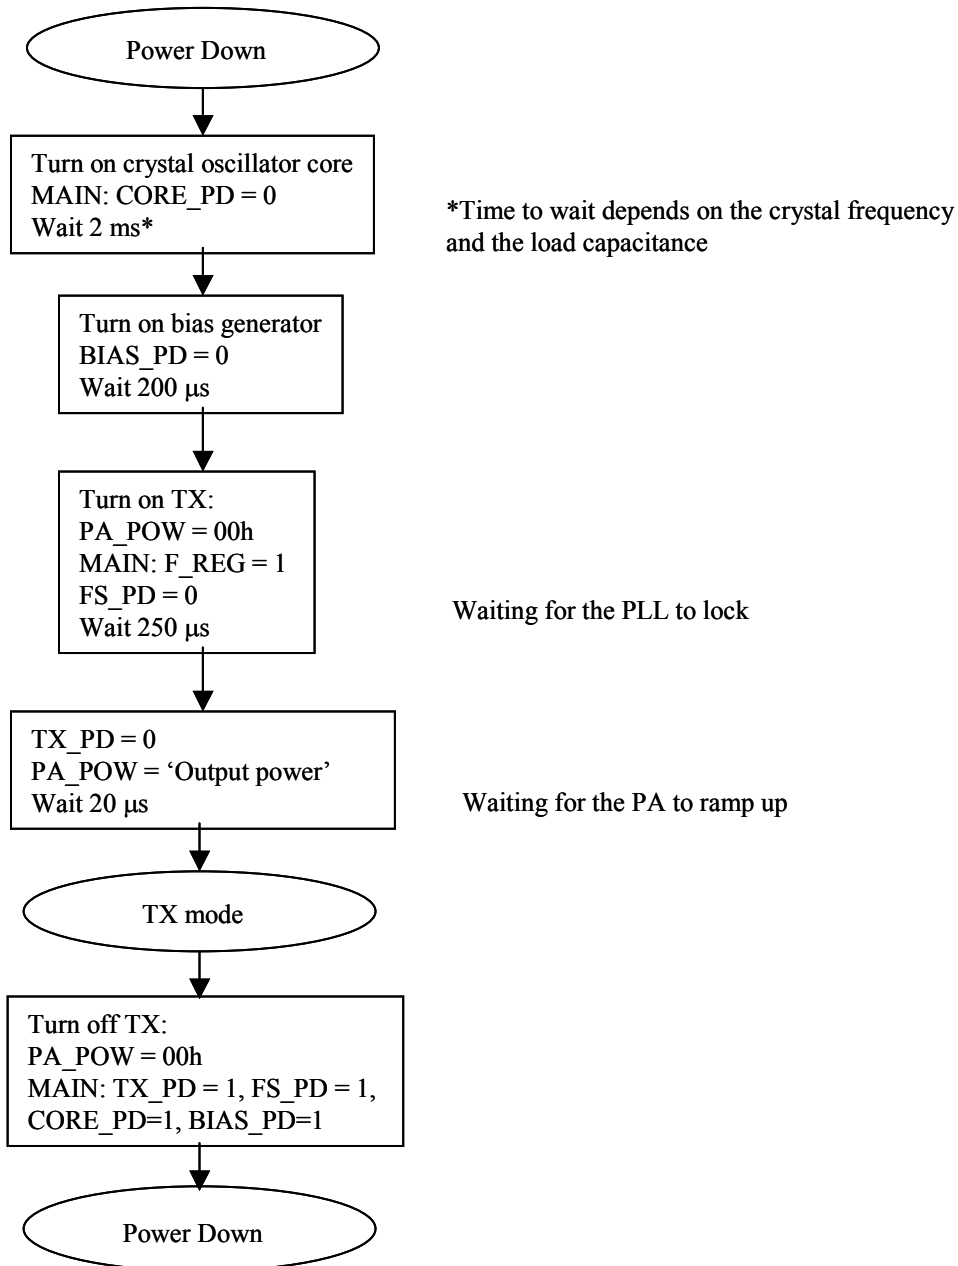 Power Down
Turn on crystal oscillator core
MAIN: CORE_PD = 0
Wait 2 ms*
*Time to wait depends on the crystal frequency
and the load capacitance
Turn on bias generator
BIAS_PD = 0
Wait 200 μs
Turn on TX:
PA_POW = 00h
MAIN: F_REG = 1
FS_PD = 0
Wait 250 μs
Waiting for the PLL to lock
TX_PD = 0
PA_POW = ‘Output power’
Wait 20 μs
Waiting for the PA to ramp up
TX mode
Turn off TX:
PA_POW = 00h
MAIN: TX_PD = 1, FS_PD = 1,
CORE_PD=1, BIAS_PD=1
Power Down